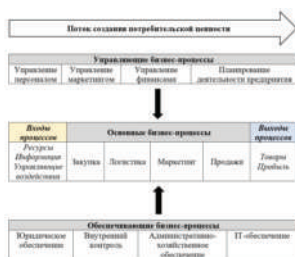 Поток создания потребительской ценности
Управляющие бизнес-процессы
Управление персоналом
Управление маркетингом
Управление финансами
Планирование деятельности предприятия
Входы процессов
Основные бизнес-процессы
Выходы процессов
Ресурсы
Информация
Управляющие воздействия
Закупка
Логистика
Маркетинг
Продажи
Товары
Прибыль
Обеспечивающие бизнес-процессы
Юридическое обеспечение
Внутренний контроль
Административно-хозяйственное обеспечение
IT-обеспечение